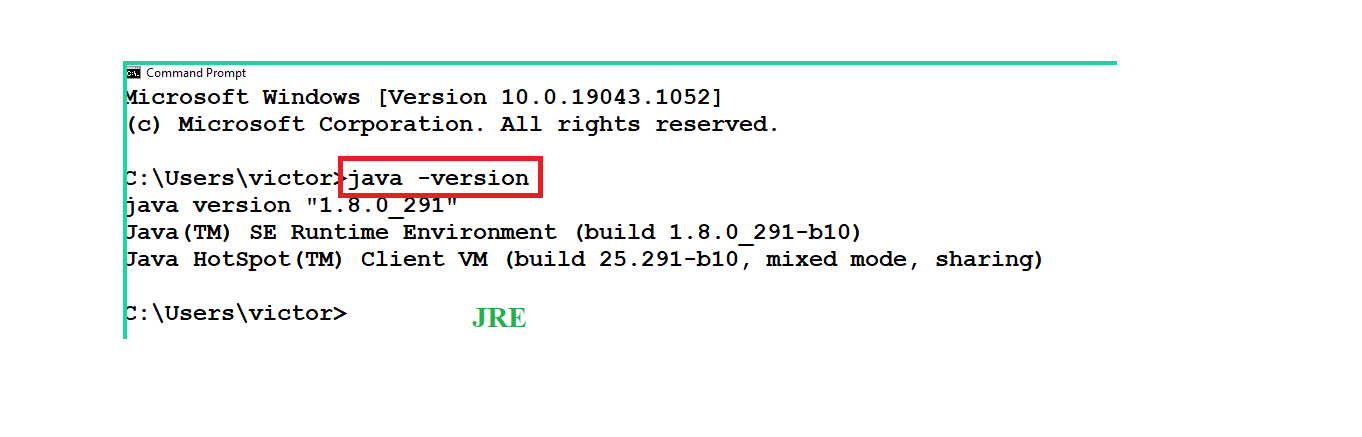 Command Prompt
Microsoft Windows [Version 10.0.19043.1052]
(c) Microsoft Corporation. All rights reserved.
C:\Users\victor>java -version
java version "1.8.0_291"
Java(TM) SE Runtime Environment (build 1.8.0_291-b10)
Java HotSpot(TM) Client VM (build 25.291-b10, mixed mode, sharing)
C:\Users\victor>
JRE